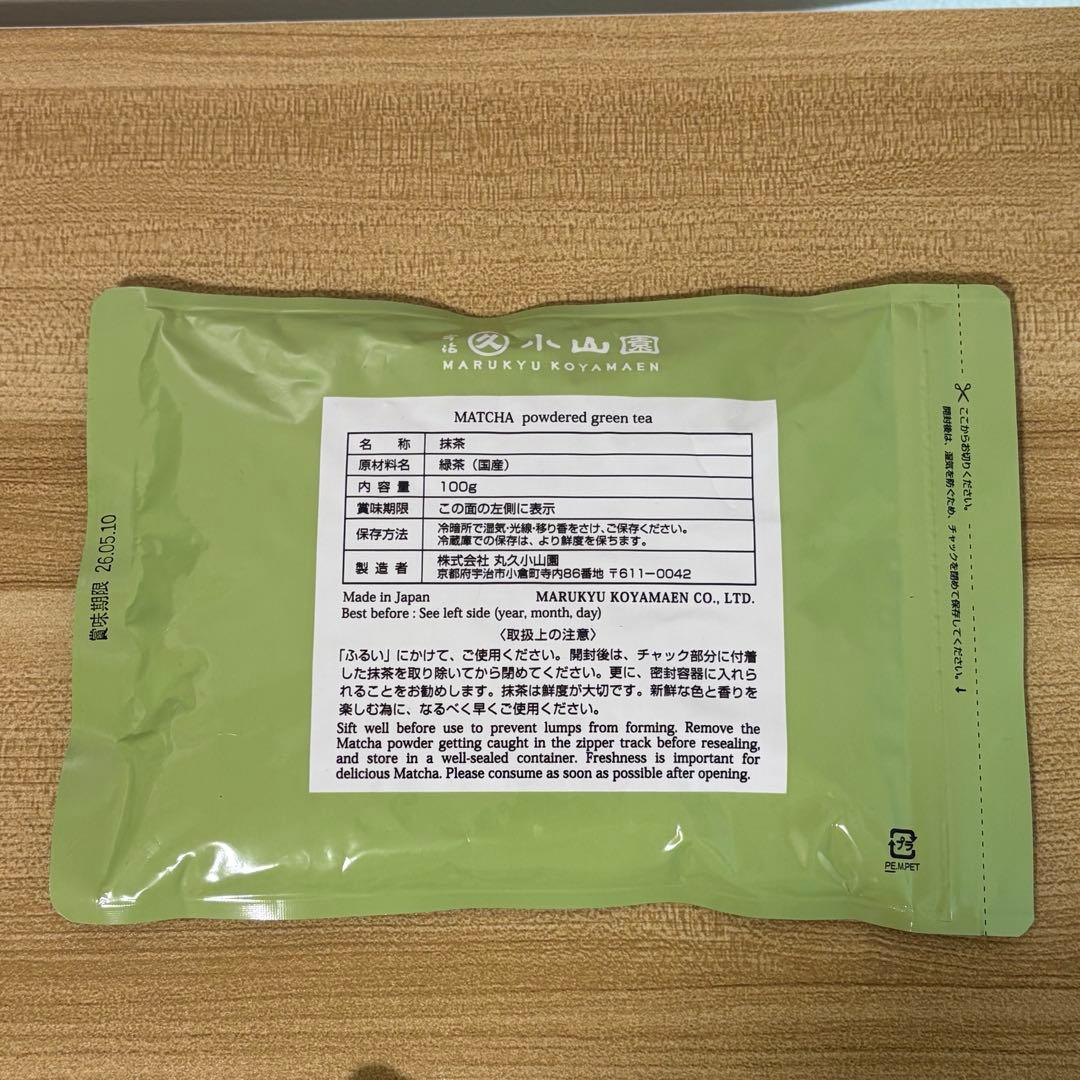 宇治 久 小山園
MARUKYU KOYAMAEN
MATCHA powdered green tea
名 称 抹茶
原材料名 緑茶（国産）
内 容 量 100g
賞味期限 この面の左側に表示
保存方法 冷暗所で湿気・光線・移り香をさけ、ご保存ください。
冷蔵庫での保存は、より鮮度を保ちます。
製 造 者 株式会社 丸久小山園
京都府宇治市小倉町寺内86番地 〒611-0042
Made in Japan MARUKYU KOYAMAEN CO., LTD.
Best before : See left side (year, month, day)
〈取扱上の注意〉
「ふるい」にかけて、ご使用ください。開封後は、チャック部分に付着
した抹茶を取り除いてから閉めてください。更に、密封容器に入れら
れることをお勧めします。抹茶は鮮度が大切です。新鮮な色と香りを
楽しむ為に、なるべく早くご使用ください。
Sift well before use to prevent lumps from forming. Remove the
Matcha powder getting caught in the zipper track before resealing,
and store in a well-sealed container. Freshness is important for
delicious Matcha. Please consume as soon as possible after opening.
賞味期限 26.05.10
ここからお切りください。
開封後は、湿気を防ぐため、チャックを閉めて保存してください。
プラ
PE.M.PET